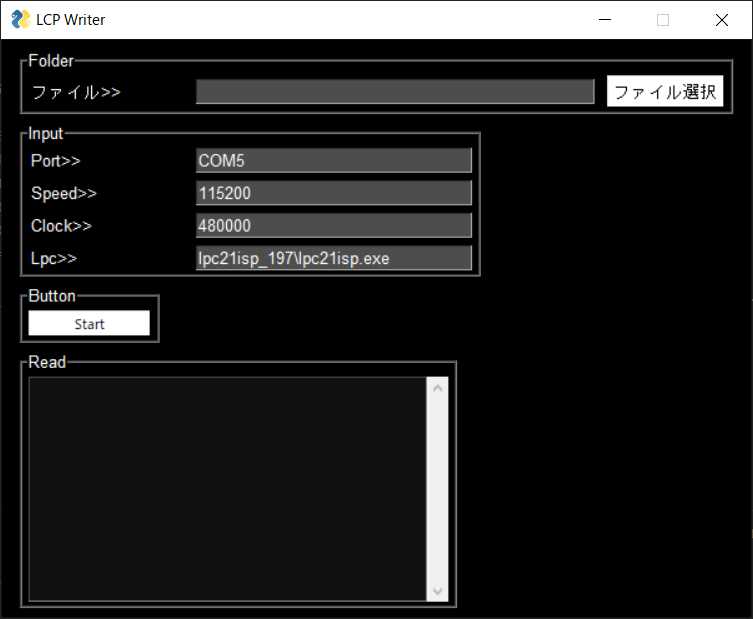 LCP Writer
Folder
ファイル>>
ファイル選択
Input
Port>> COM5
Speed>> 115200
Clock>> 480000
Lpc>> lpc21isp_197\lpc21isp.exe
Button
Start
Read